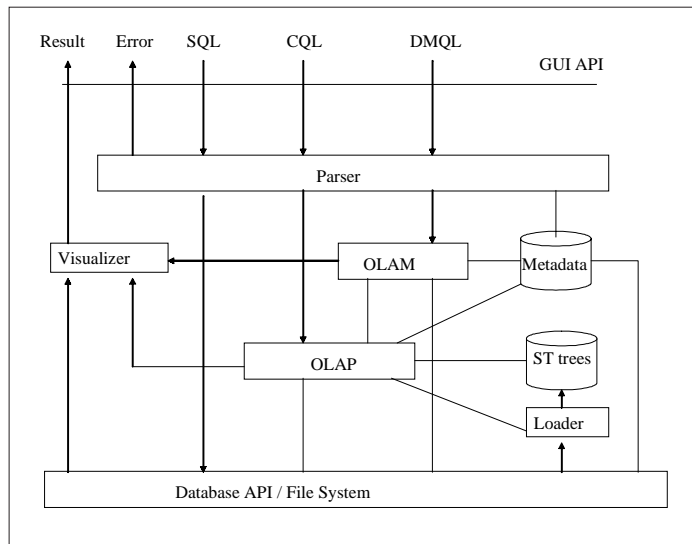 Result Error SQL CQL DMQL
GUI API
Parser
Visualizer
OLAM
Metadata
OLAP
ST trees
Loader
Database API / File System